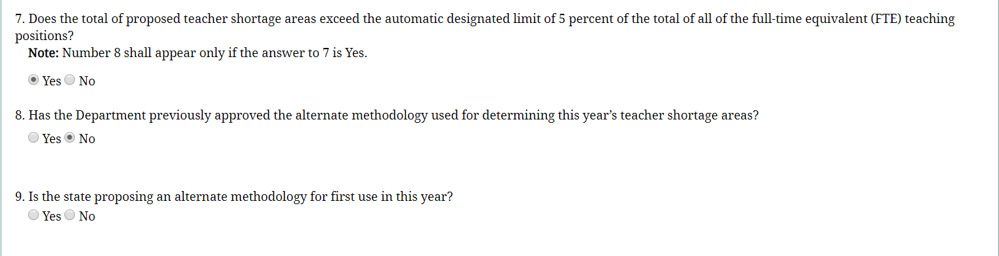 7. Does the total of proposed teacher shortage areas exceed the automatic designated limit of 5 percent of the total of all of the full-time equivalent (FTE) teaching
positions?
Note: Number 8 shall appear only if the answer to 7 is Yes.
Yes No
8. Has the Department previously approved the alternate methodology used for determining this year’s teacher shortage areas?
Yes No
9. Is the state proposing an alternate methodology for first use in this year?
Yes No